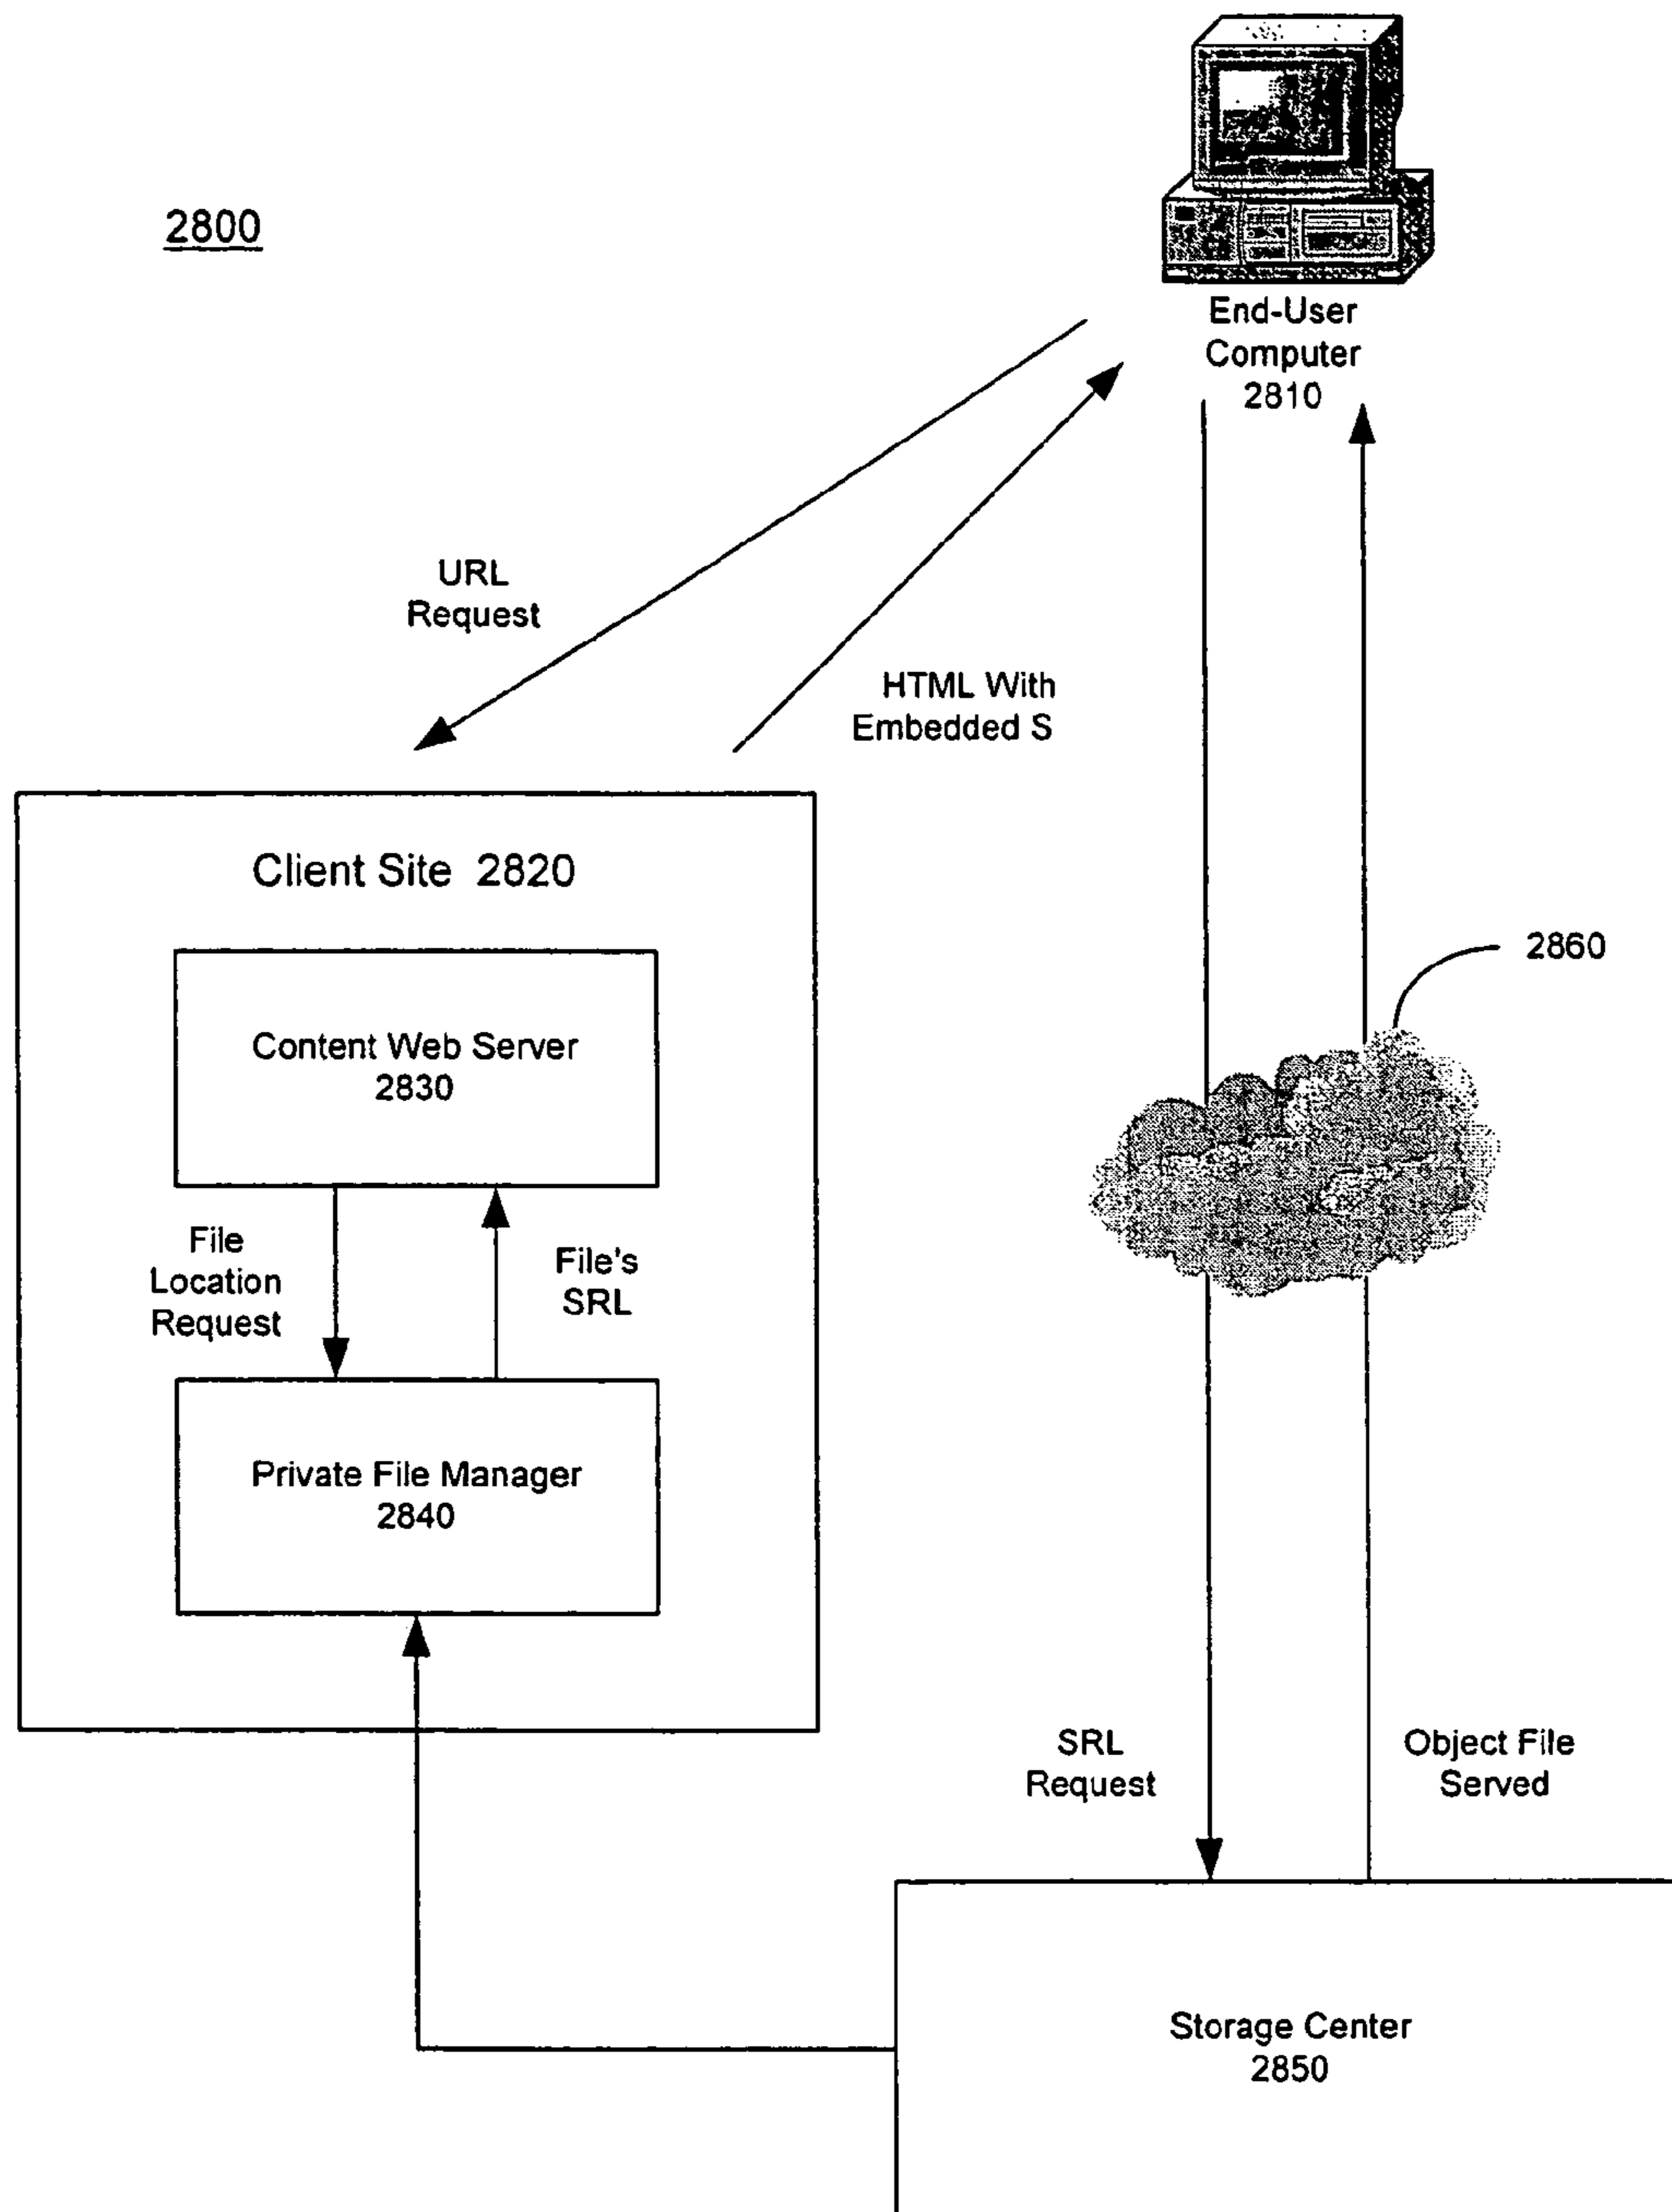 2800
End-User
Computer
2810
URL
Request
HTML With
Embedded S
Client Site 2820
Content Web Server
2830
2860
File
Location
Request
File's
SRL
Private File Manager
2840
SRL
Request
Object File
Served
Storage Center
2850